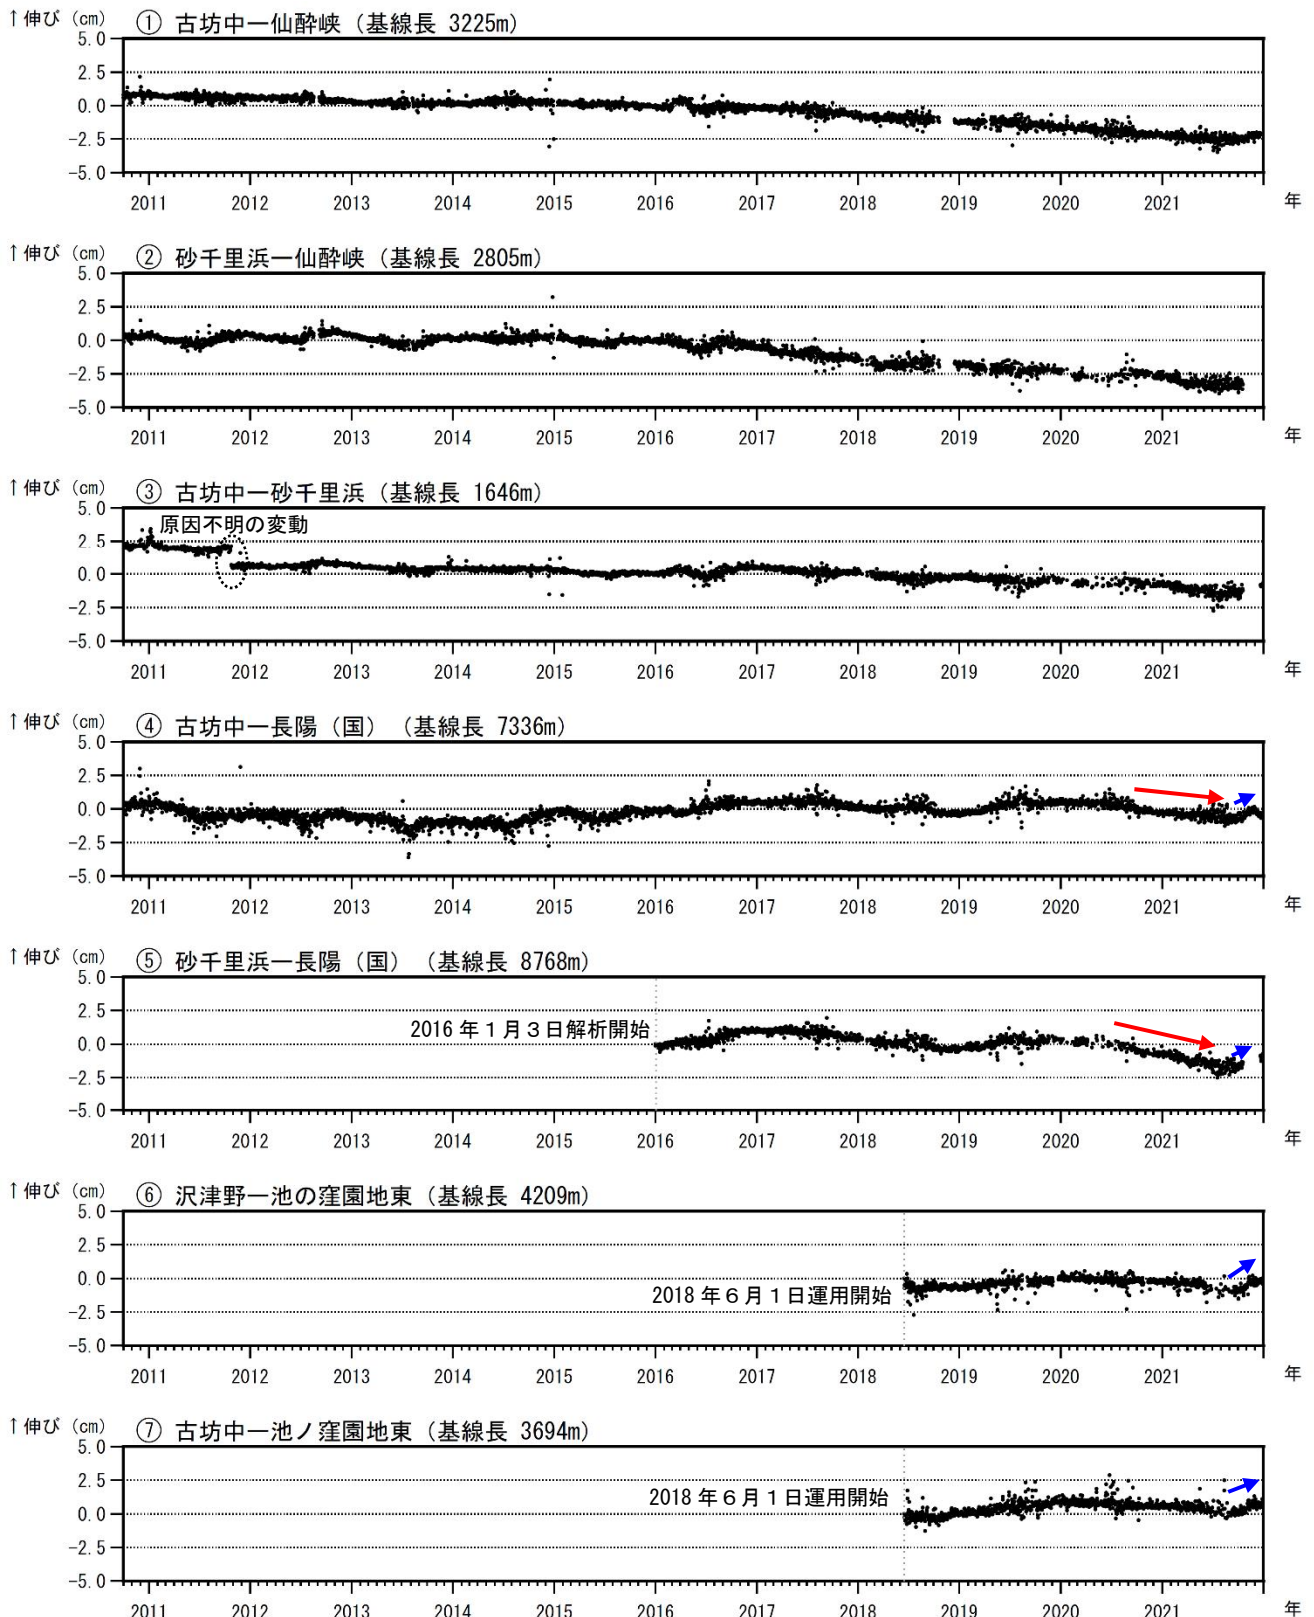 ↑伸び（cm） ① 古坊中ー仙酔峡（基線長 3225m）
5.0
2.5
0.0
-2.5
-5.0
2011 2012 2013 2014 2015 2016 2017 2018 2019 2020 2021 年
↑伸び（cm） ② 砂千里浜ー仙酔峡（基線長 2805m）
5.0
2.5
0.0
-2.5
-5.0
2011 2012 2013 2014 2015 2016 2017 2018 2019 2020 2021 年
↑伸び（cm） ③ 古坊中ー砂千里浜（基線長 1646m）
5.0
原因不明の変動
2.5
0.0
-2.5
-5.0
2011 2012 2013 2014 2015 2016 2017 2018 2019 2020 2021 年
↑伸び（cm） ④ 古坊中ー長陽（国）（基線長 7336m）
5.0
2.5
0.0
-2.5
-5.0
2011 2012 2013 2014 2015 2016 2017 2018 2019 2020 2021 年
↑伸び（cm） ⑤ 砂千里浜ー長陽（国）（基線長 8768m）
5.0
2.5
2016年１月３日解析開始
0.0
-2.5
-5.0
2011 2012 2013 2014 2015 2016 2017 2018 2019 2020 2021 年
↑伸び（cm） ⑥ 沢津野ー池の窪園地東（基線長 4209m）
5.0
2.5
0.0
2018年６月１日運用開始
-2.5
-5.0
2011 2012 2013 2014 2015 2016 2017 2018 2019 2020 2021 年
↑伸び（cm） ⑦ 古坊中ー池ノ窪園地東（基線長 3694m）
5.0
2.5
2018年６月１日運用開始
0.0
-2.5
-5.0
2011 2012 2013 2014 2015 2016 2017 2018 2019 2020 2021 年